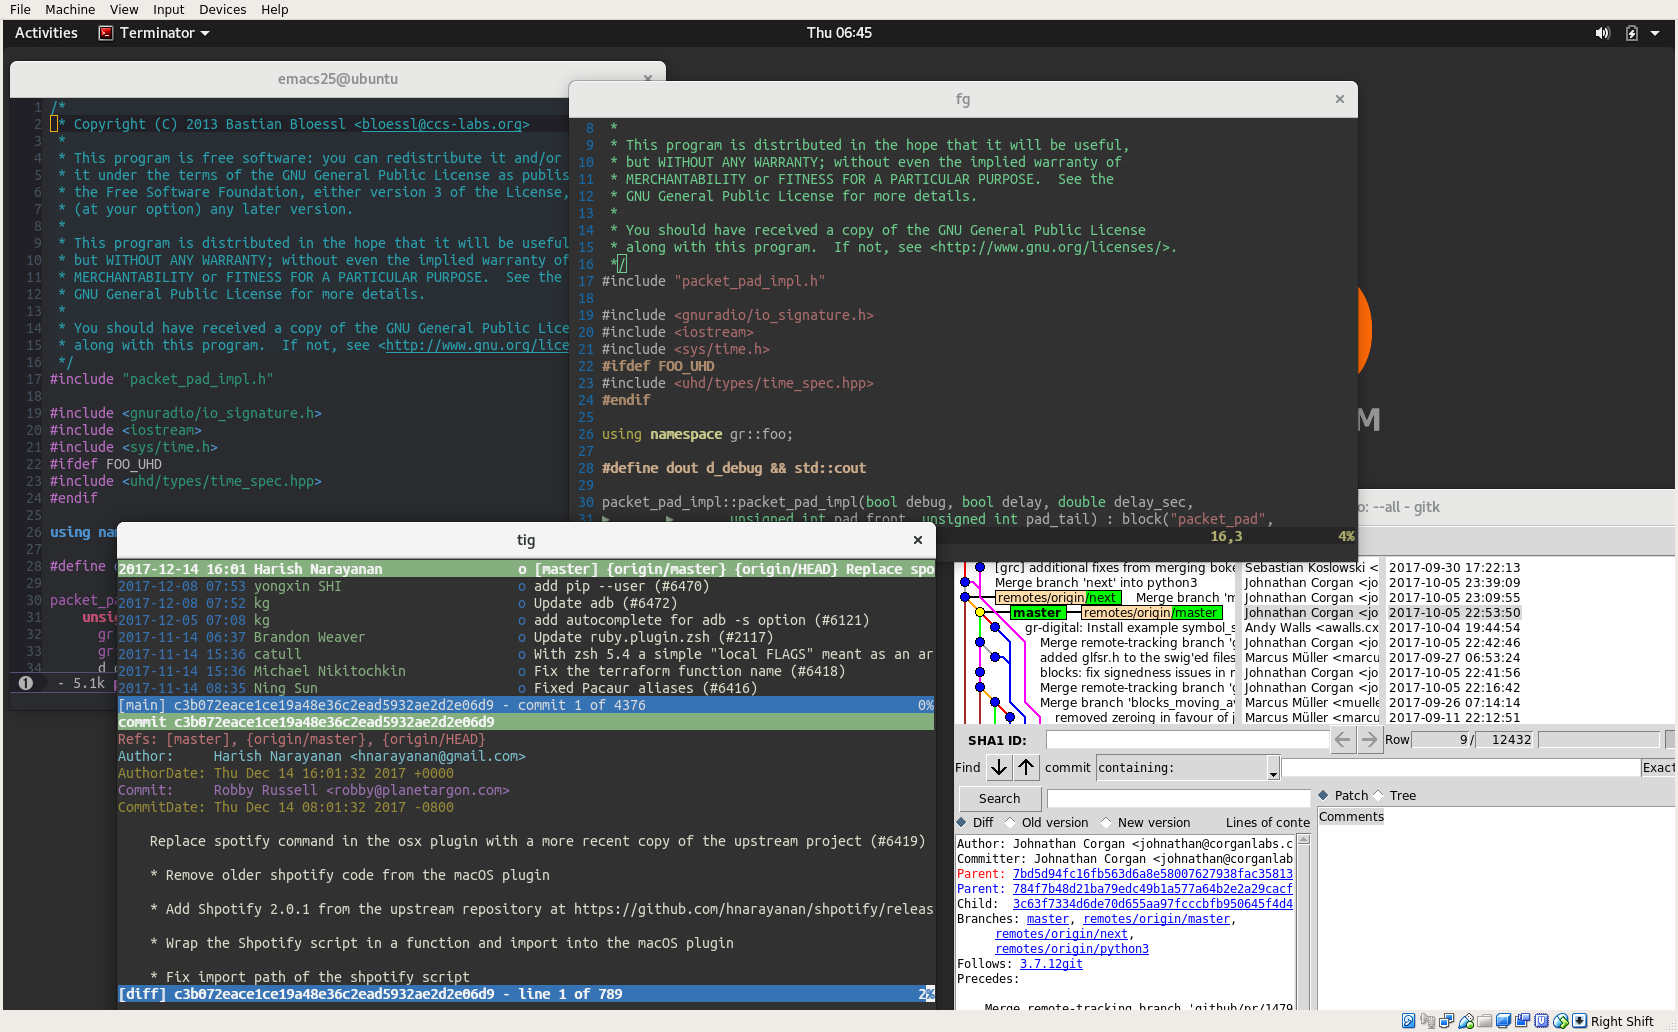 File Machine View Input Devices Help
Activities Terminator Thu 06:45
emacs25@ubuntu
1 /*
2 * Copyright (C) 2013 Bastian Bloessl <bloessl@ccs-labs.org>
3 *
4 * This program is free software: you can redistribute it and/or
5 * it under the terms of the GNU General Public License as publis
6 * the Free Software Foundation, either version 3 of the License,
7 * (at your option) any later version.
8 *
9 * This program is distributed in the hope that it will be useful
10 * but WITHOUT ANY WARRANTY; without even the implied warranty of
11 * MERCHANTABILITY or FITNESS FOR A PARTICULAR PURPOSE.  See the
12 * GNU General Public License for more details.
13 *
14 * You should have received a copy of the GNU General Public Lice
15 * along with this program.  If not, see <http://www.gnu.org/lice
16 */
17 #include "packet_pad_impl.h"
18
19 #include <gnuradio/io_signature.h>
20 #include <iostream>
21 #include <sys/time.h>
22 #ifdef FOO_UHD
23 #include <uhd/types/time_spec.hpp>
24 #endif
25
26 using nam
27
28 #define d
29
30 packet_pa
31 unsig
32 gr
33 gr
34 d_d
1 - 5.1k
fg
8 *
9 * This program is distributed in the hope that it will be useful,
10 * but WITHOUT ANY WARRANTY; without even the implied warranty of
11 * MERCHANTABILITY or FITNESS FOR A PARTICULAR PURPOSE.  See the
12 * GNU General Public License for more details.
13 *
14 * You should have received a copy of the GNU General Public License
15 * along with this program.  If not, see <http://www.gnu.org/licenses/>.
16 */
17 #include "packet_pad_impl.h"
18
19 #include <gnuradio/io_signature.h>
20 #include <iostream>
21 #include <sys/time.h>
22 #ifdef FOO_UHD
23 #include <uhd/types/time_spec.hpp>
24 #endif
25
26 using namespace gr::foo;
27
28 #define dout d_debug && std::cout
29
30 packet_pad_impl::packet_pad_impl(bool debug, bool delay, double delay_sec,
31 unsigned int pad_front, unsigned int pad_tail) : block("packet_pad",
16,3 4%
M
tig
2017-12-14 16:01 Harish Narayanan o [master] {origin/master} {origin/HEAD} Replace spo
2017-12-08 07:53 yongxin SHI o add pip --user (#6470)
2017-12-08 07:52 kg o Update adb (#6472)
2017-12-05 07:08 kg o add autocomplete for adb -s option (#6121)
2017-11-14 06:37 Brandon Weaver o Update ruby.plugin.zsh (#2117)
2017-11-14 15:36 catull o With zsh 5.4 a simple "local FLAGS" meant as an ar
2017-11-14 15:36 Michael Nikitochkin o Fix the terraform function name (#6418)
2017-11-14 08:35 Ning Sun o Fixed Pacaur aliases (#6416)
[main] c3b072eace1ce19a48e36c2ead5932ae2d2e06d9 - commit 1 of 4376 0%
commit c3b072eace1ce19a48e36c2ead5932ae2d2e06d9
Refs: [master], {origin/master}, {origin/HEAD}
Author: Harish Narayanan <hnarayanan@gmail.com>
AuthorDate: Thu Dec 14 16:01:32 2017 +0000
Commit: Robby Russell <robby@planetargon.com>
CommitDate: Thu Dec 14 08:01:32 2017 -0800
Replace spotify command in the osx plugin with a more recent copy of the upstream project (#6419)
* Remove older shpotify code from the macOS plugin
* Add Shpotify 2.0.1 from the upstream repository at https://github.com/hnarayanan/shpotify/releas
* Wrap the Shpotify script in a function and import into the macOS plugin
* Fix import path of the shpotify script
[diff] c3b072eace1ce19a48e36c2ead5932ae2d2e06d9 - line 1 of 789 2%
o: --all - gitk
[grc] additional fixes from merging boke Sebastian Koslowski < 2017-09-30 17:22:13
Merge branch 'next' into python3 Johnathan Corgan <jo 2017-10-05 23:39:09
remotes/origin/next Merge branch 'm Johnathan Corgan <jo 2017-10-05 23:09:55
master remotes/origin/master Johnathan Corgan <jo 2017-10-05 22:53:50
gr-digital: Install example symbol_s Andy Walls <awalls.cx 2017-10-04 19:44:54
Merge remote-tracking branch 'g Johnathan Corgan <jo 2017-10-05 22:42:46
added glfsr.h to the swig'ed files Marcus Müller <marcu 2017-09-27 06:53:24
blocks: fix signedness issues in r Johnathan Corgan <jo 2017-10-05 22:41:56
Merge remote-tracking branch 'g Johnathan Corgan <jo 2017-10-05 22:16:42
Merge branch 'blocks_moving_av Marcus Müller <muelle 2017-09-26 07:14:14
removed zeroing in favour of j Marcus Müller <marcu 2017-09-11 22:12:51
SHA1 ID: Row 9 / 12432
Find commit containing: Exact
Search
Patch Tree
Diff Old version New version Lines of conte
Comments
Author: Johnathan Corgan <johnathan@corganlabs.c
Committer: Johnathan Corgan <johnathan@corganlab
Parent: 7bd5d94fc16fb563d6a8e58007627938fac35813
Parent: 784f7b48d21ba79edc49b1a577a64b2e2a29cacf
Child: 3c63f7334d6de70d655aa97fcccbfb950645f4d4
Branches: master, remotes/origin/master,
remotes/origin/next,
remotes/origin/python3
Follows: 3.7.12git
Precedes:
Merge remote-tracking branch 'github/pr/1479
Right Shift